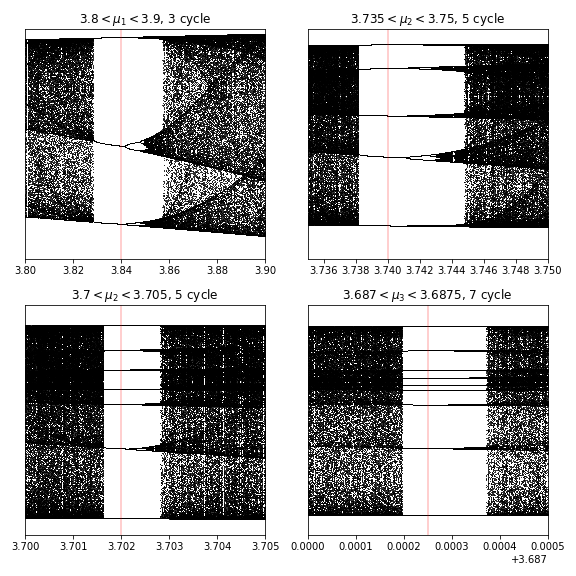 3.8 < μ₁ < 3.9, 3 cycle
3.80 3.82 3.84 3.86 3.88 3.90
3.735 < μ₂ < 3.75, 5 cycle
3.736 3.738 3.740 3.742 3.744 3.746 3.748 3.750
3.7 < μ₂ < 3.705, 5 cycle
3.700 3.701 3.702 3.703 3.704 3.705
3.687 < μ₃ < 3.6875, 7 cycle
0.0000 0.0001 0.0002 0.0003 0.0004 0.0005
+3.687